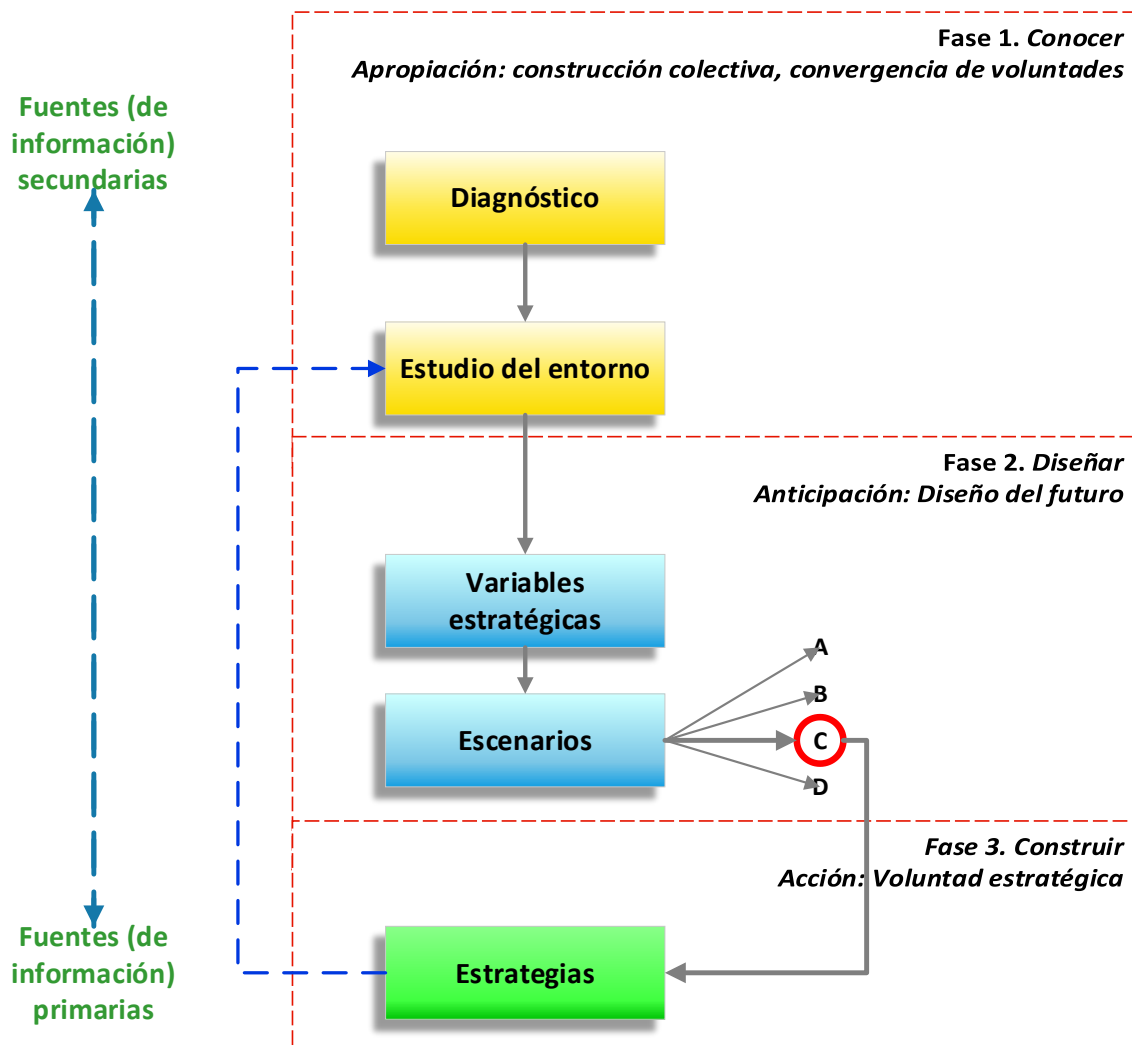 Fase 1. Conocer
Apropiación: construcción colectiva, convergencia de voluntades
Fuentes (de
información)
secundarias
Diagnóstico
Estudio del entorno
Fase 2. Diseñar
Anticipación: Diseño del futuro
Variables
estratégicas
A
B
Escenarios
C
D
Fase 3. Construir
Acción: Voluntad estratégica
Fuentes (de
información)
primarias
Estrategias